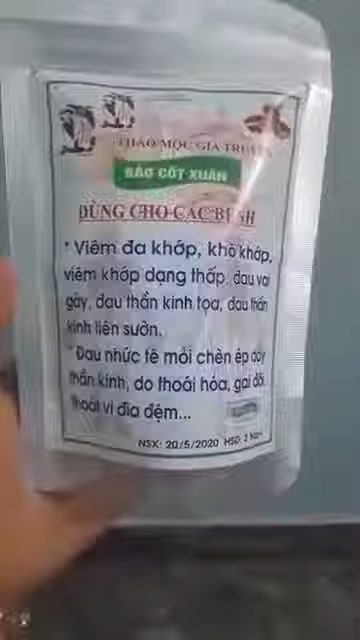 THẢO MỘC GIA TRUYỀN
BẢO CỐT XUÂN
DÙNG CHO CÁC BỆNH
* Viêm đa khớp, khô khớp,
viêm khớp dạng thấp, đau vai
gáy, đau thần kinh tọa, đau thần
kinh liên sườn.
* Đau nhức tê mỏi chèn ép dây
thần kinh, do thoái hóa, gai đôi,
thoát vị đĩa đệm...
NSX: 20/5/2020 HSD: 2 Năm